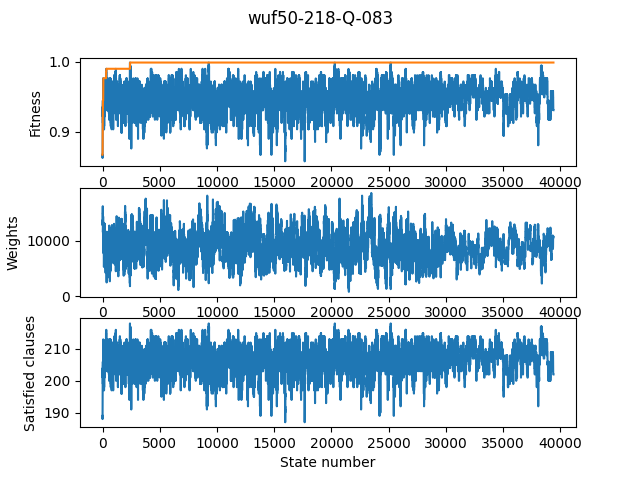 wuf50-218-Q-083
1.0
0.9
Fitness
0 5000 10000 15000 20000 25000 30000 35000 40000
10000
0
Weights
0 5000 10000 15000 20000 25000 30000 35000 40000
210
200
190
Satisfied clauses
0 5000 10000 15000 20000 25000 30000 35000 40000
State number